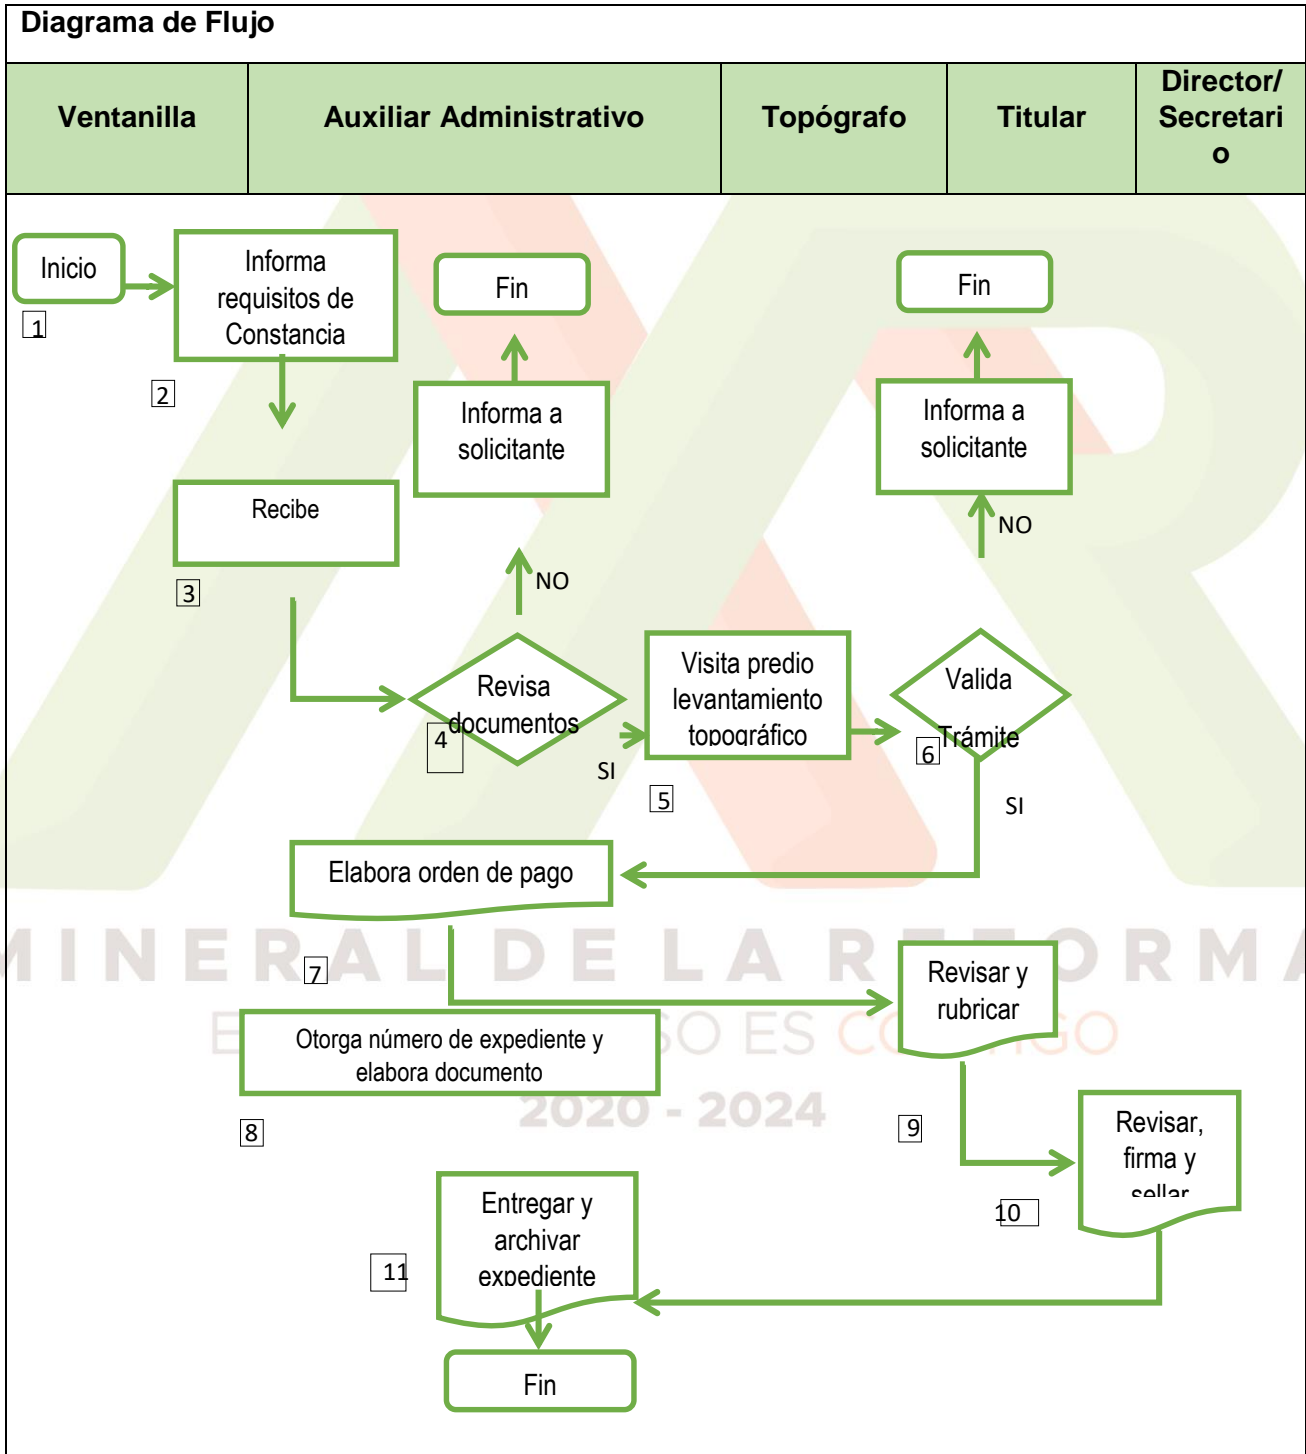 Diagrama de Flujo
Ventanilla
Auxiliar Administrativo
Topógrafo
Titular
Director/
Secretari
o
Inicio
1
Informa
requisitos de
Constancia
2
Fin
Fin
Informa a
solicitante
Informa a
solicitante
Recibe
3
NO
NO
Revisa
documentos
4
SI
Visita predio
levantamiento
topográfico
5
Valida
Trámite
6
SI
Elabora orden de pago
7
MINERAL DE LA REFORMA
Revisar y
rubricar
Otorga número de expediente y
elabora documento
2020 - 2024
8
9
Revisar,
firma y
sellar
10
Entregar y
archivar
expediente
11
Fin